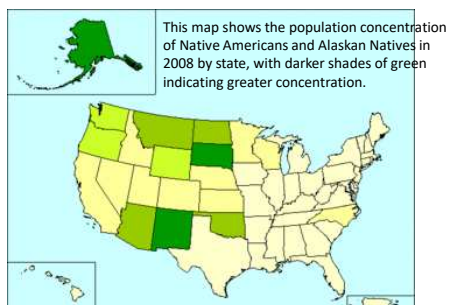 This map shows the population concentration
of Native Americans and Alaskan Natives in
2008 by state, with darker shades of green
indicating greater concentration.